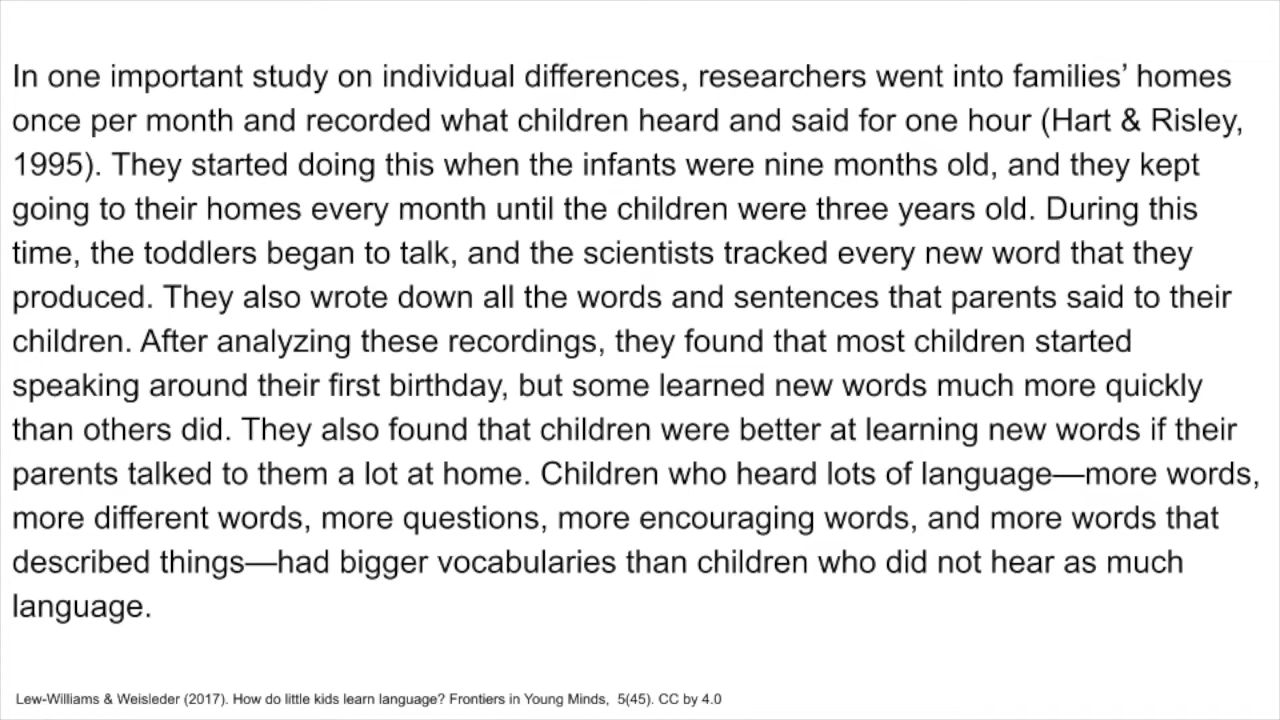 In one important study on individual differences, researchers went into families’ homes
once per month and recorded what children heard and said for one hour (Hart & Risley,
1995). They started doing this when the infants were nine months old, and they kept
going to their homes every month until the children were three years old. During this
time, the toddlers began to talk, and the scientists tracked every new word that they
produced. They also wrote down all the words and sentences that parents said to their
children. After analyzing these recordings, they found that most children started
speaking around their first birthday, but some learned new words much more quickly
than others did. They also found that children were better at learning new words if their
parents talked to them a lot at home. Children who heard lots of language—more words,
more different words, more questions, more encouraging words, and more words that
described things—had bigger vocabularies than children who did not hear as much
language.
Lew-Williams & Weisleder (2017). How do little kids learn language? Frontiers in Young Minds, 5(45). CC by 4.0